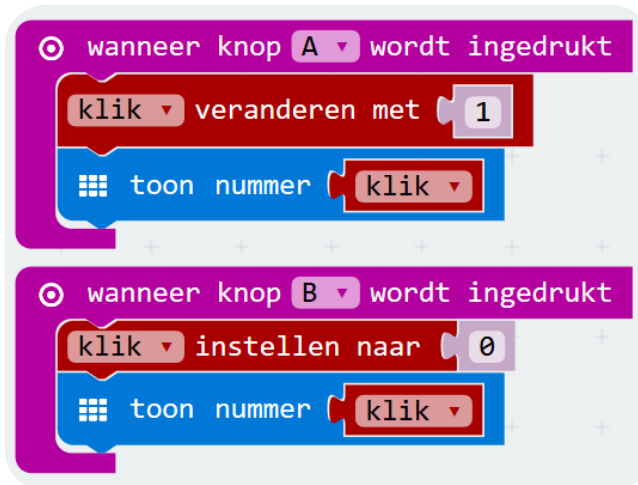 wanneer knop A wordt ingedrukt
klik veranderen met 1
toon nummer klik
wanneer knop B wordt ingedrukt
klik instellen naar 0
toon nummer klik